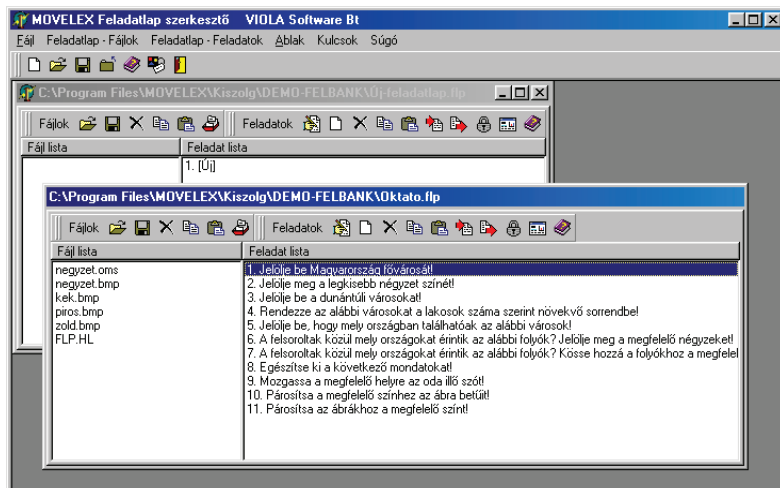 MOVELEX Feladatlap szerkesztő VIOLA Software Bt
Fájl Feladatlap - Fájlok Feladatlap - Feladatok Ablak Kulcsok Súgó
C:\Program Files\MOVELEX\Kiszolg\DEMO-FELBANK\Új-feladatlap.flp
Fájlok Feladatok
Fájl lista Feladat lista
1. [Új]
C:\Program Files\MOVELEX\Kiszolg\DEMO-FELBANK\Oktato.flp
Fájlok Feladatok
Fájl lista Feladat lista
negyzet.oms 1. Jelölje be Magyarország fővárosát!
negyzet.bmp 2. Jelölje meg a legkisebb négyzet színét!
kek.bmp 3. Jelölje be a dunántúli városokat!
piros.bmp 4. Rendezze az alábbi városokat a lakosok száma szerint növekvő sorrendbe!
zold.bmp 5. Jelölje be, hogy mely országban találhatóak az alábbi városok!
FLP.HL 6. A felsoroltak közül mely országokat érintik az alábbi folyók? Jelölje meg a megfelelő négyzeket!
7. A felsoroltak közül mely országokat érintik az alábbi folyók? Kösse hozzá a folyókhoz a megfelel
8. Egészítse ki a következő mondatokat!
9. Mozgassa a megfelelő helyre az oda illő szót!
10. Párosítsa a megfelelő színhez az ábra betűit!
11. Párosítsa az ábrákhoz a megfelelő színt!